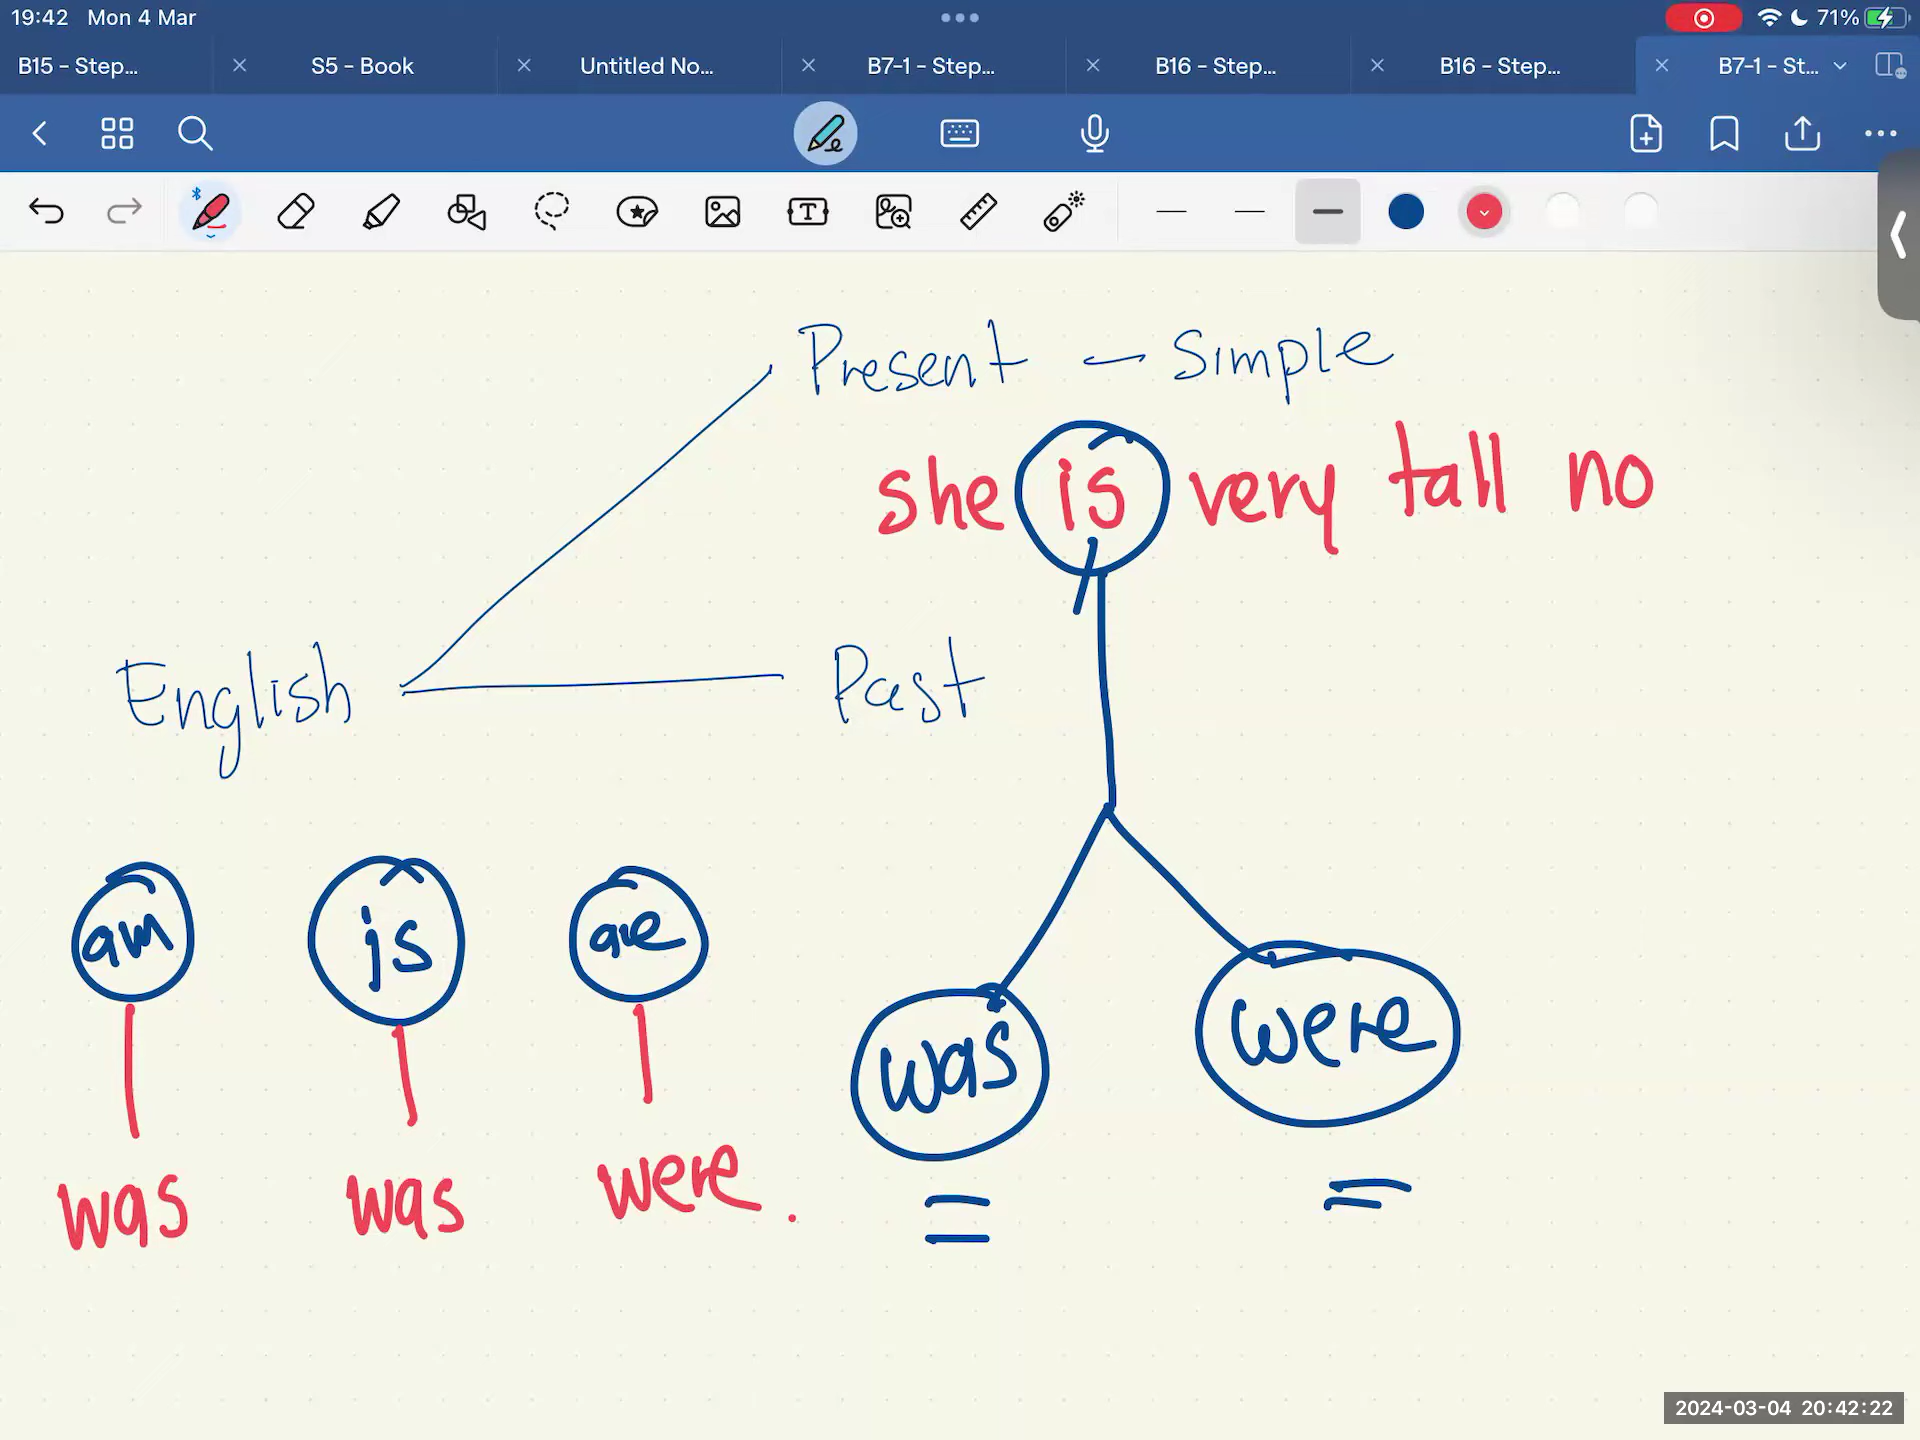 19:42 Mon 4 Mar
71%
B15 – Step...
S5 – Book
Untitled No...
B7-1 – Step...
B16 – Step...
B16 – Step...
B7-1 – St...
Present – Simple
she is very tall no
English
Past
am is are
was were
was was were.
2024-03-04 20:42:22